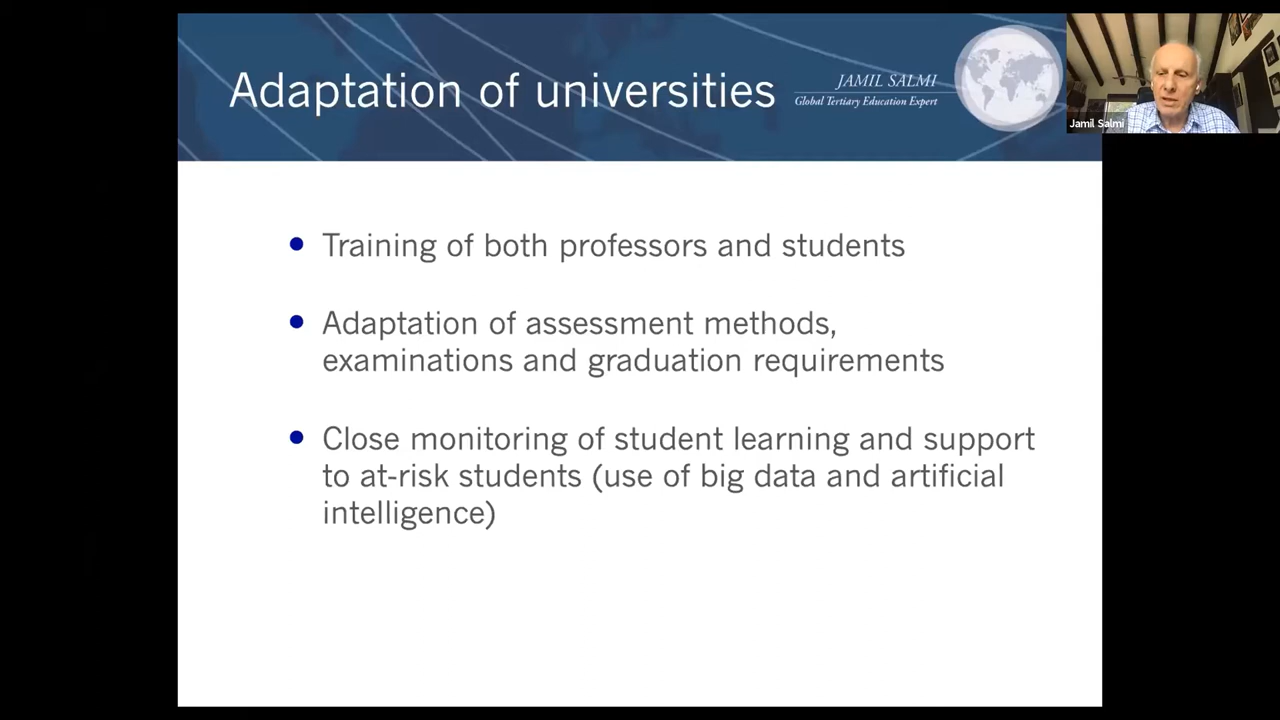 Adaptation of universities
JAMIL SALMI
Global Tertiary Education Expert
Jamil Salmi
Training of both professors and students
Adaptation of assessment methods,
examinations and graduation requirements
Close monitoring of student learning and support
to at-risk students (use of big data and artificial
intelligence)